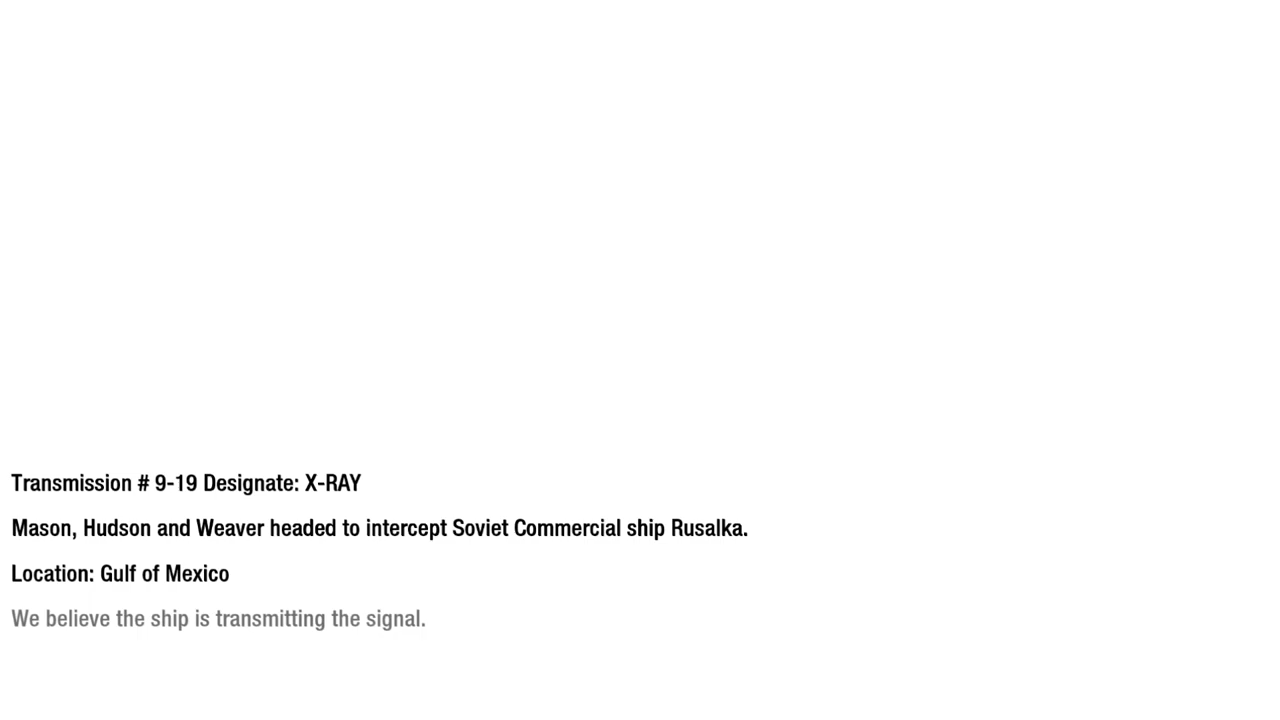 Transmission # 9-19 Designate: X-RAY
Mason, Hudson and Weaver headed to intercept Soviet Commercial ship Rusalka.
Location: Gulf of Mexico
We believe the ship is transmitting the signal.